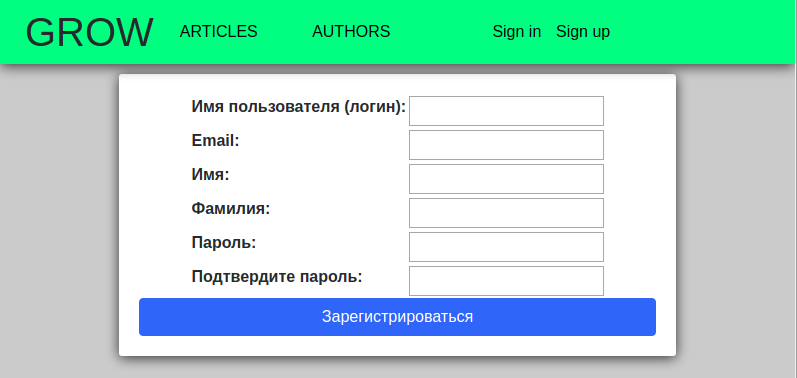 GROW ARTICLES AUTHORS Sign in Sign up
Имя пользователя (логин):
Email:
Имя:
Фамилия:
Пароль:
Подтвердите пароль:
Зарегистрироваться